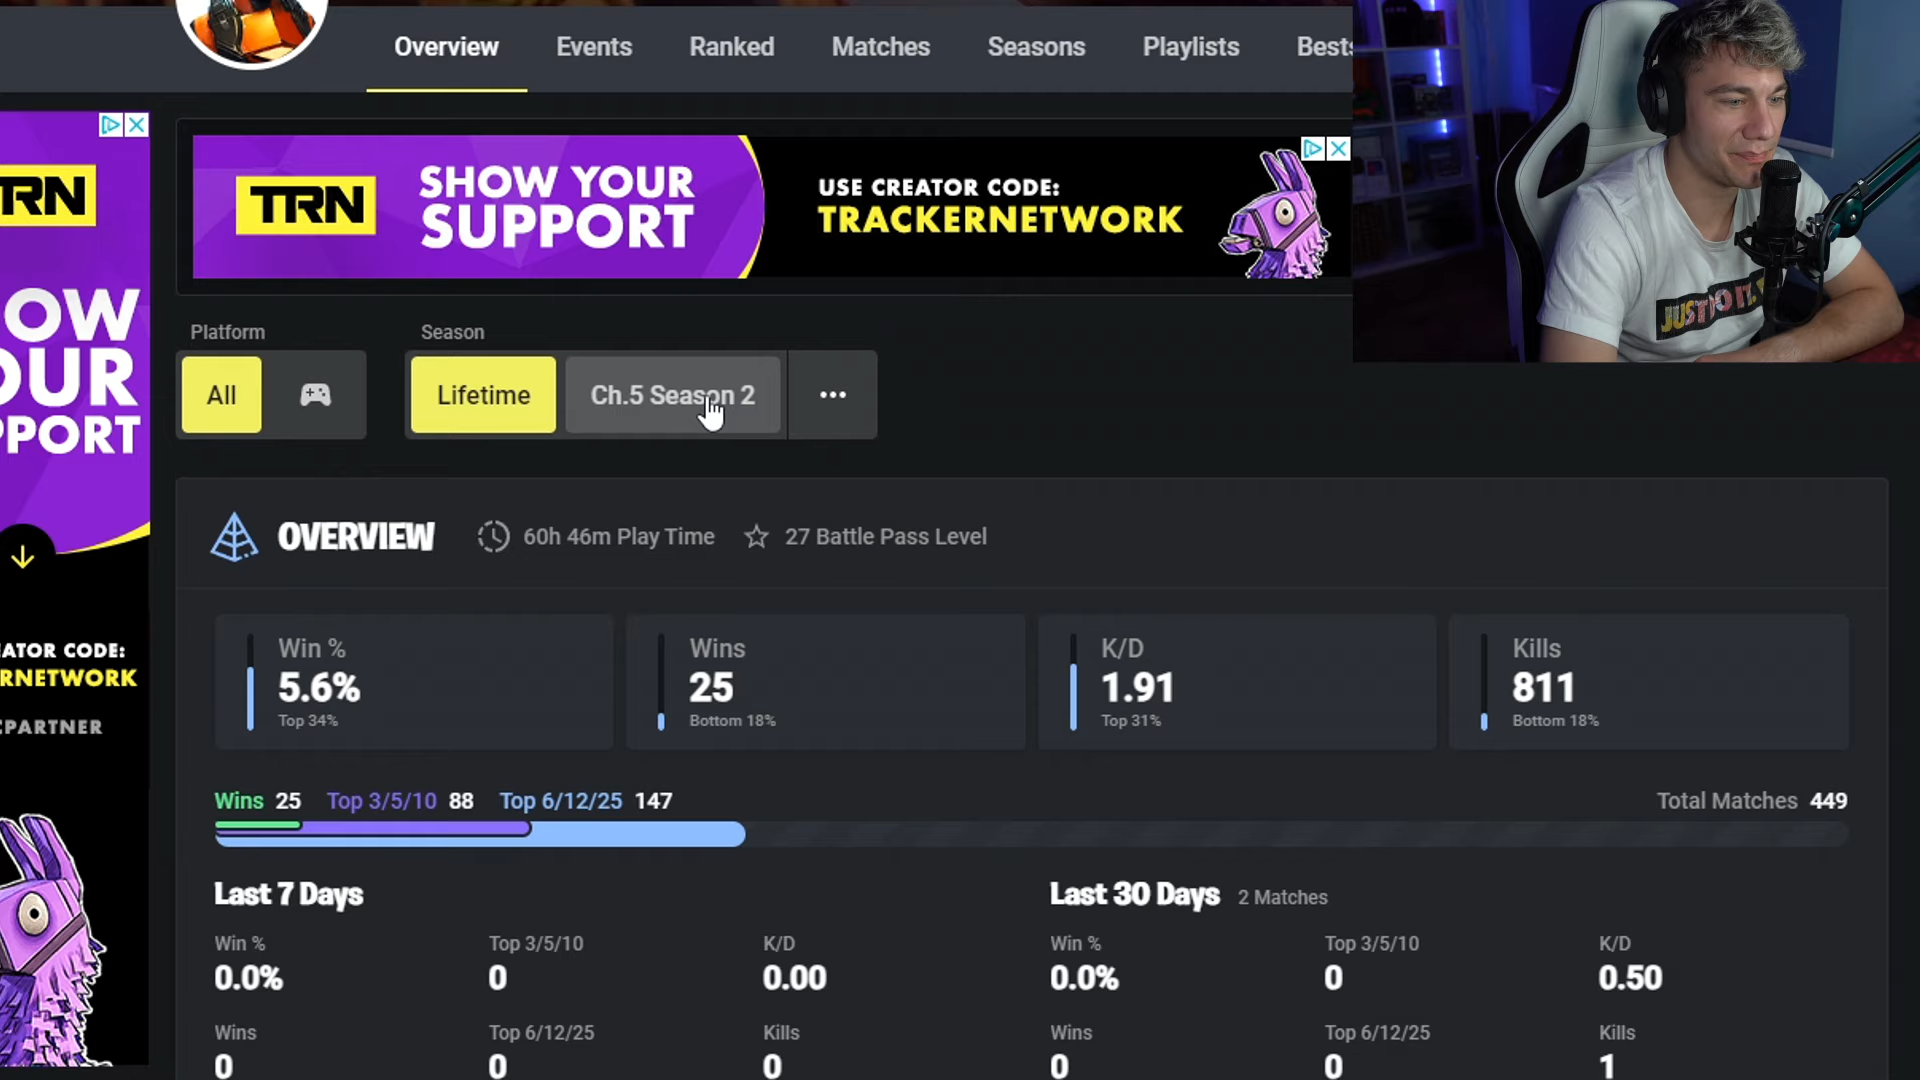 Overview Events Ranked Matches Seasons Playlists Bests
TRN
SHOW YOUR
SUPPORT
USE CREATOR CODE:
TRACKERNETWORK
JUST DO IT.
TRN
OW
OUR
PPORT
ATOR CODE:
RNETWORK
CPARTNER
Platform
Season
All
Lifetime
Ch.5 Season 2
•••
OVERVIEW 60h 46m Play Time 27 Battle Pass Level
Win % Wins K/D Kills
5.6% 25 1.91 811
Top 34% Bottom 18% Top 31% Bottom 18%
Wins 25 Top 3/5/10 88 Top 6/12/25 147 Total Matches 449
Last 7 Days
Win % Top 3/5/10 K/D
0.0% 0 0.00
Wins Top 6/12/25 Kills
0 0 0
Last 30 Days 2 Matches
Win % Top 3/5/10 K/D
0.0% 0 0.50
Wins Top 6/12/25 Kills
0 0 1